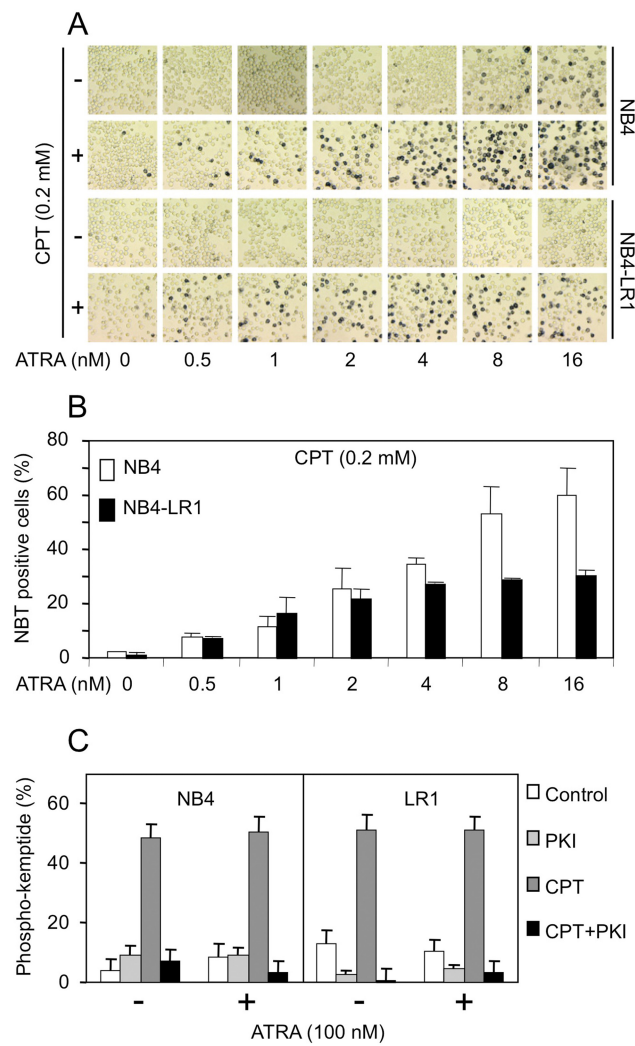 A
CPT (0.2 mM)
-
+
-
+
NB4
NB4-LR1
ATRA (nM) 0 0.5 1 2 4 8 16
B
CPT (0.2 mM)
NB4
NB4-LR1
NBT positive cells (%)
80
60
40
20
0
ATRA (nM) 0 0.5 1 2 4 8 16
C
NB4 LR1
Phospho-kemptide (%)
60
40
20
0
Control
PKI
CPT
CPT+PKI
- + - +
ATRA (100 nM)